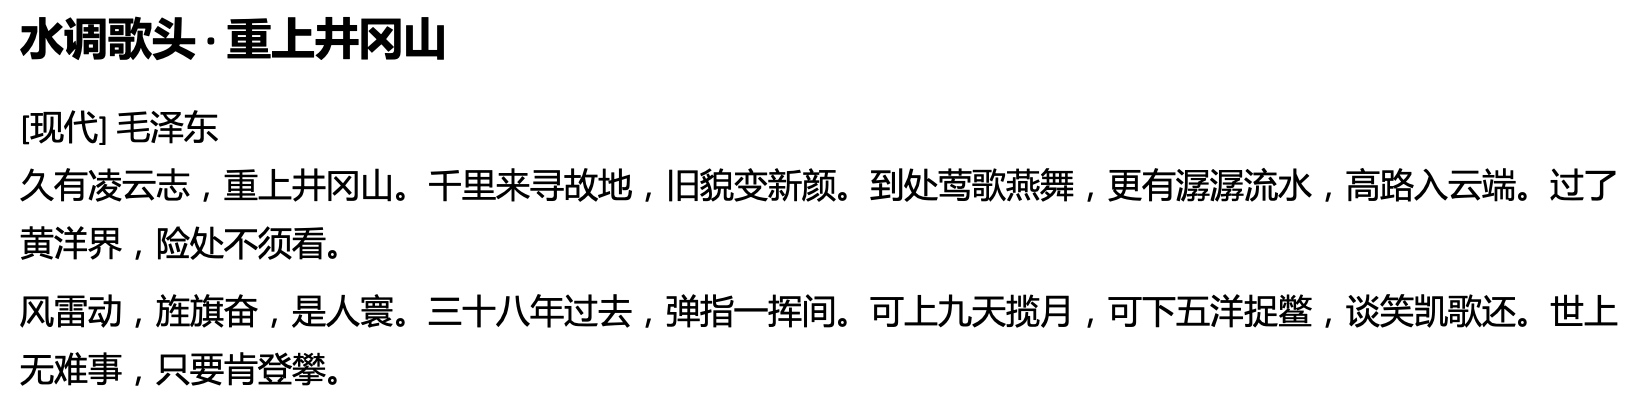 水调歌头 · 重上井冈山
[现代] 毛泽东
久有凌云志，重上井冈山。千里来寻故地，旧貌变新颜。到处莺歌燕舞，更有潺潺流水，高路入云端。过了
黄洋界，险处不须看。
风雷动，旌旗奋，是人寰。三十八年过去，弹指一挥间。可上九天揽月，可下五洋捉鳖，谈笑凯歌还。世上
无难事，只要肯登攀。